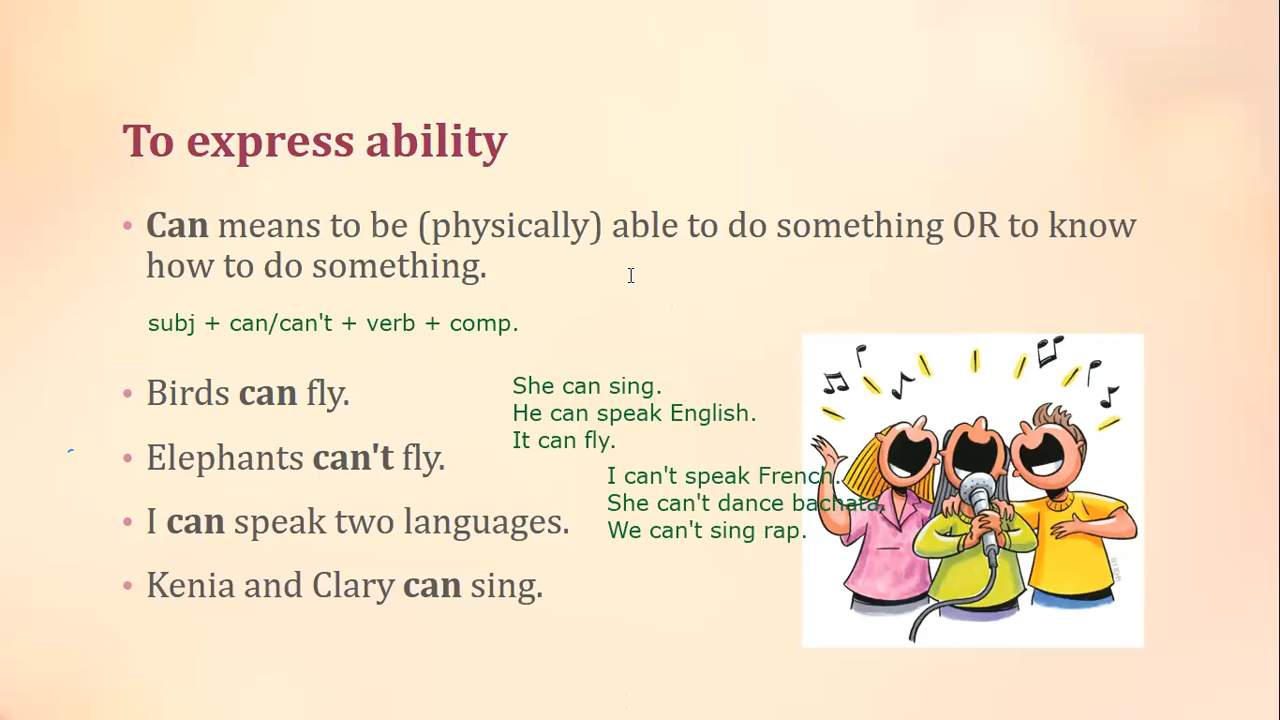 To express ability
• Can means to be (physically) able to do something OR to know
how to do something.
subj + can/can't + verb + comp.
• Birds can fly.
• Elephants can't fly.
• I can speak two languages.
• Kenia and Clary can sing.
She can sing.
He can speak English.
It can fly.
I can't speak French.
She can't dance bachata.
We can't sing rap.